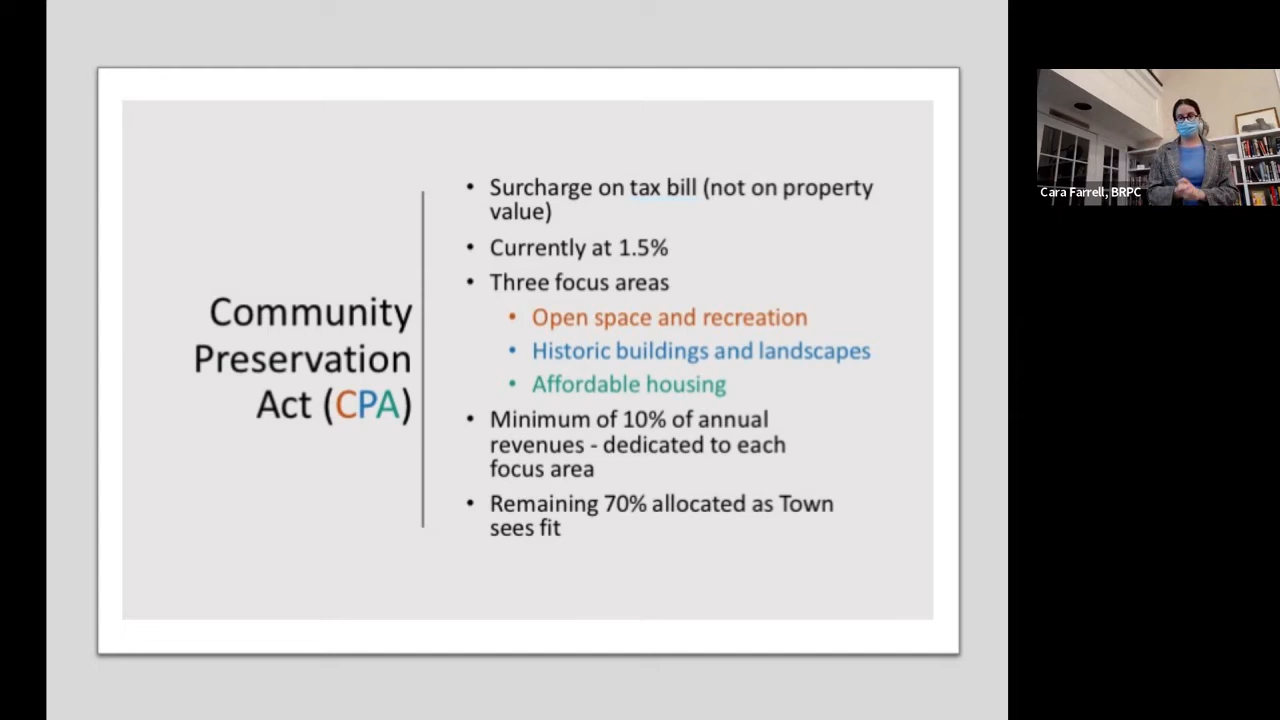 Community
Preservation
Act (CPA)
• Surcharge on tax bill (not on property
value)
• Currently at 1.5%
• Three focus areas
• Open space and recreation
• Historic buildings and landscapes
• Affordable housing
• Minimum of 10% of annual
revenues - dedicated to each
focus area
• Remaining 70% allocated as Town
sees fit
Cara Farrell, BRPC